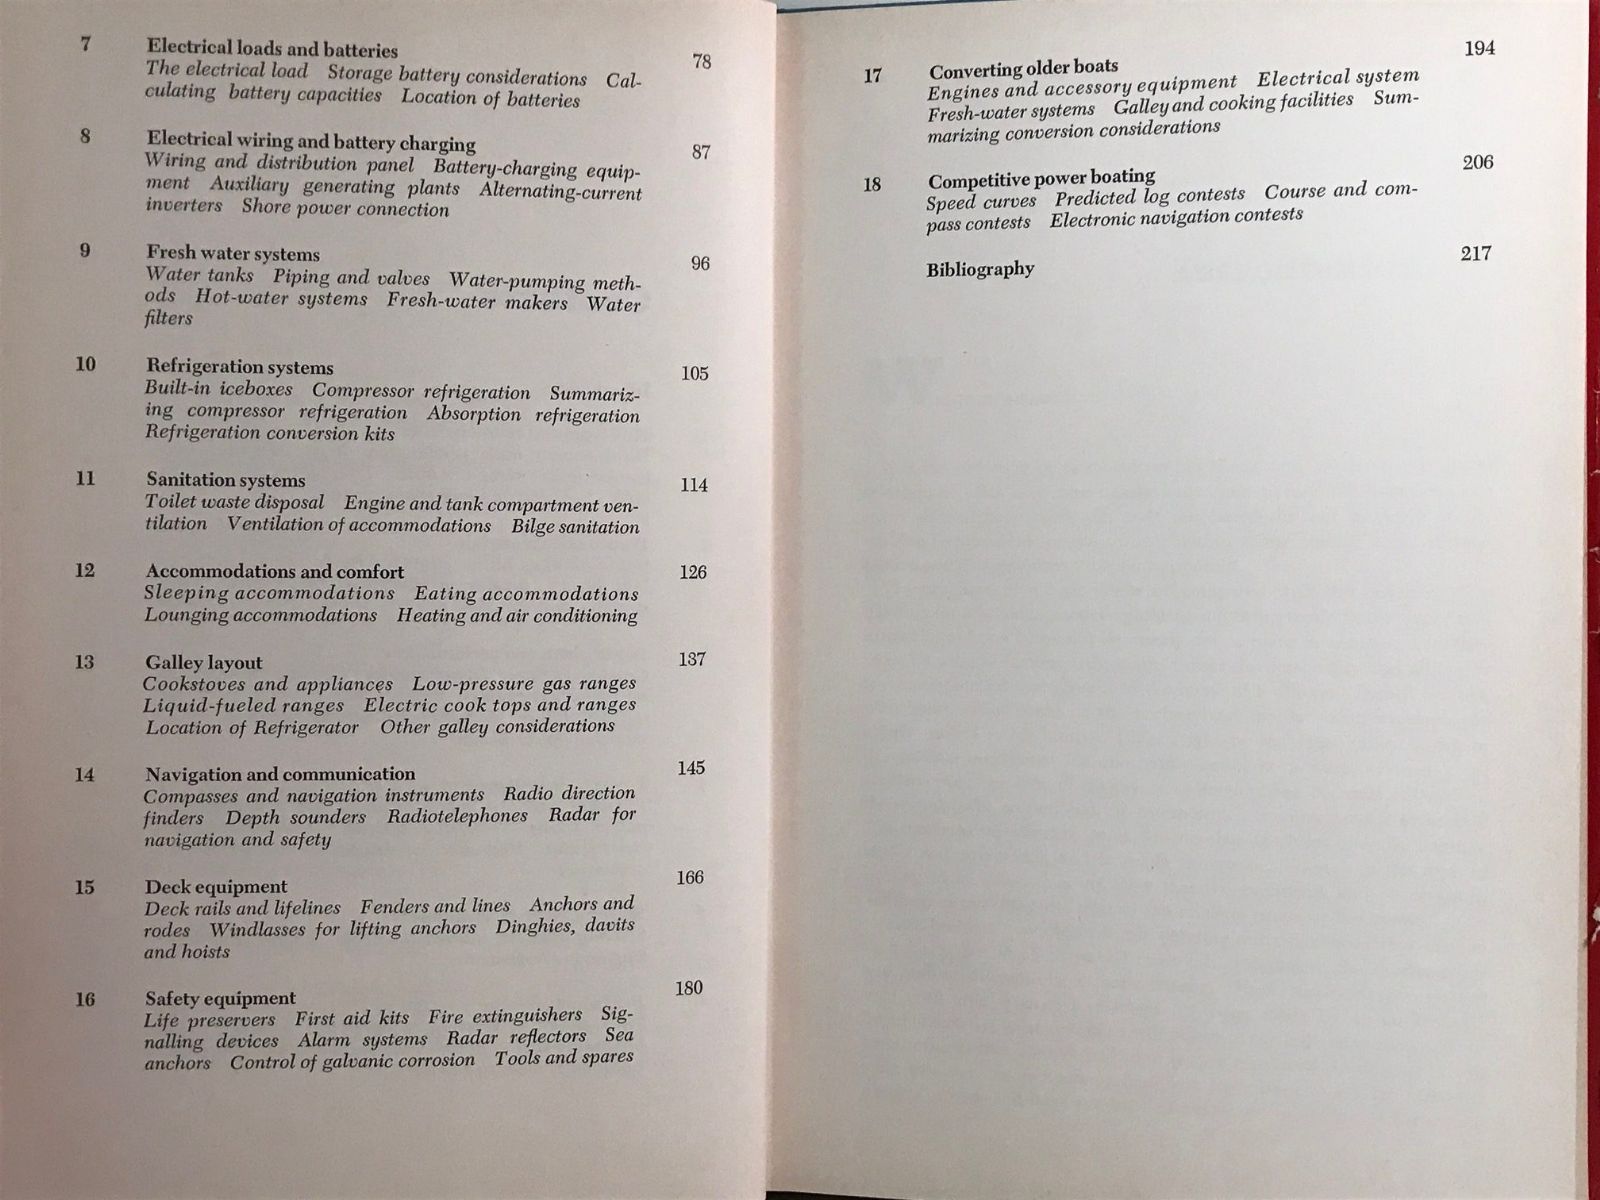 7 Electrical loads and batteries 78
The electrical load Storage battery considerations Cal-
culating battery capacities Location of batteries
8 Electrical wiring and battery charging 87
Wiring and distribution panel Battery-charging equip-
ment Auxiliary generating plants Alternating-current
inverters Shore power connection
9 Fresh water systems 96
Water tanks Piping and valves Water-pumping meth-
ods Hot-water systems Fresh-water makers Water
filters
10 Refrigeration systems 105
Built-in iceboxes Compressor refrigeration Summariz-
ing compressor refrigeration Absorption refrigeration
Refrigeration conversion kits
11 Sanitation systems 114
Toilet waste disposal Engine and tank compartment ven-
tilation Ventilation of accommodations Bilge sanitation
12 Accommodations and comfort 126
Sleeping accommodations Eating accommodations
Lounging accommodations Heating and air conditioning
13 Galley layout 137
Cookstoves and appliances Low-pressure gas ranges
Liquid-fueled ranges Electric cook tops and ranges
Location of Refrigerator Other galley considerations
14 Navigation and communication 145
Compasses and navigation instruments Radio direction
finders Depth sounders Radiotelephones Radar for
navigation and safety
15 Deck equipment 166
Deck rails and lifelines Fenders and lines Anchors and
rodes Windlasses for lifting anchors Dinghies, davits
and hoists
16 Safety equipment 180
Life preservers First aid kits Fire extinguishers Sig-
nalling devices Alarm systems Radar reflectors Sea
anchors Control of galvanic corrosion Tools and spares
17 Converting older boats 194
Engines and accessory equipment Electrical system
Fresh-water systems Galley and cooking facilities Sum-
marizing conversion considerations
18 Competitive power boating 206
Speed curves Predicted log contests Course and com-
pass contests Electronic navigation contests
Bibliography 217